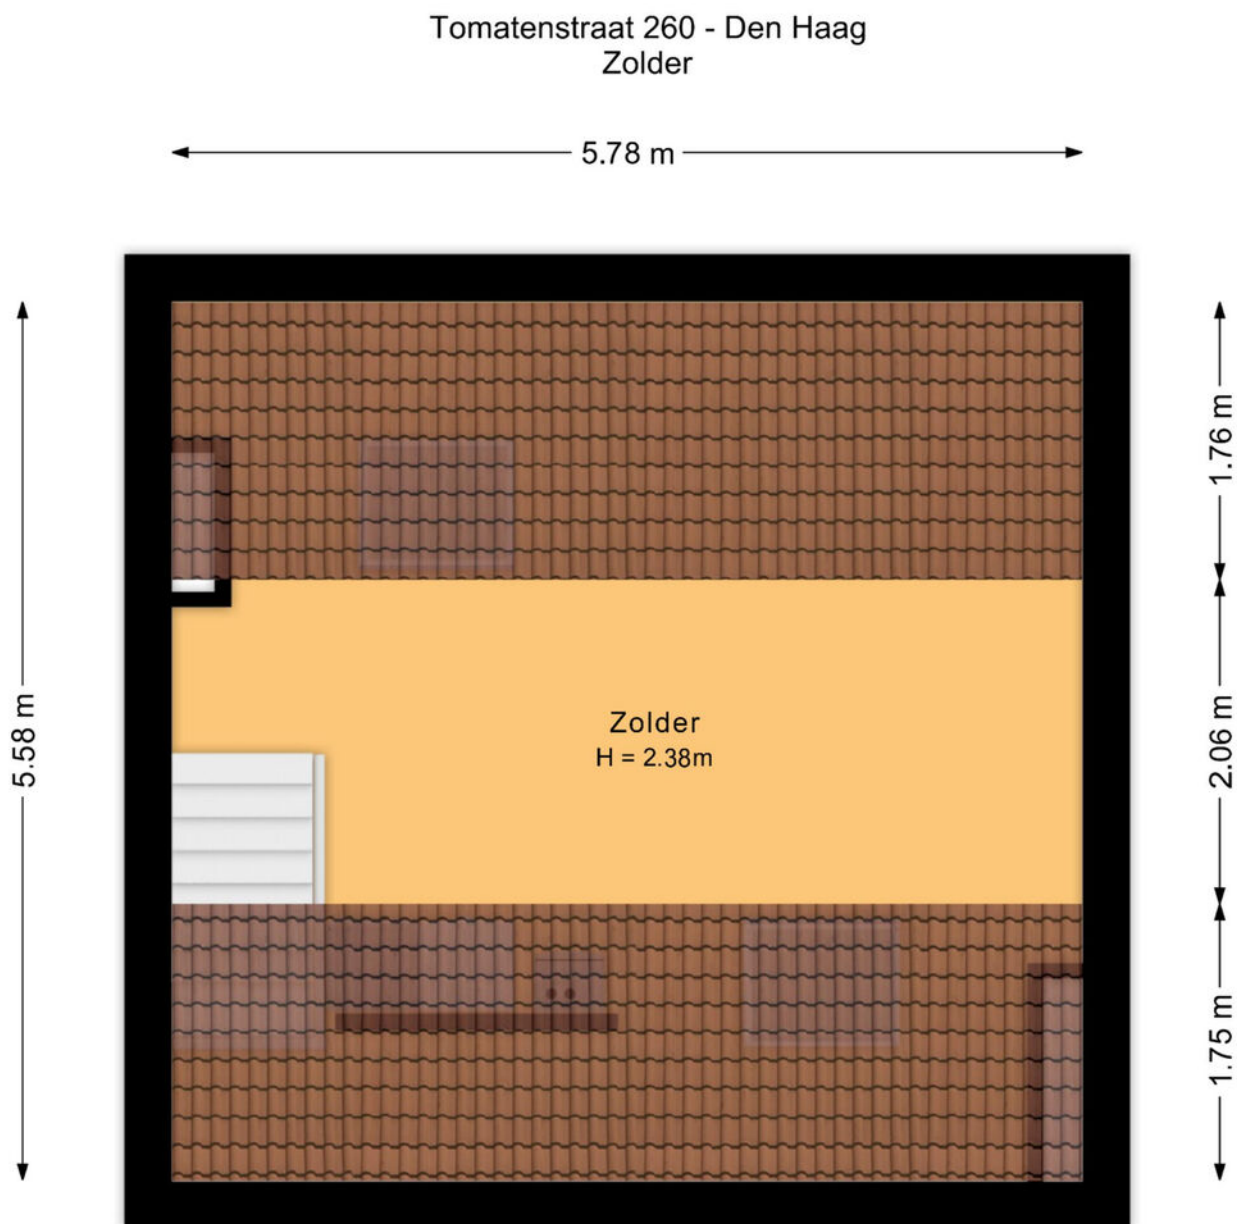 Tomatenstraat 260 - Den Haag
Zolder
5.78 m
5.58 m
1.76 m
Zolder
H = 2.38m
2.06 m
1.75 m